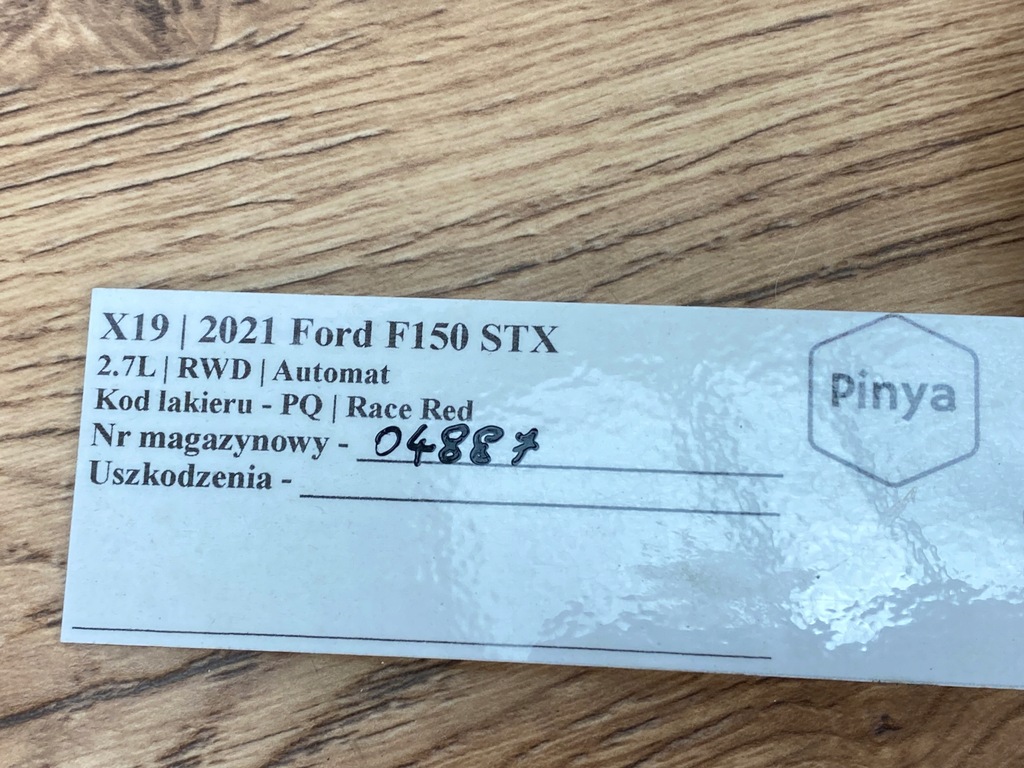 X19 | 2021 Ford F150 STX
2.7L | RWD | Automat
Kod lakieru - PQ | Race Red
Nr magazynowy - 04887
Uszkodzenia -
Pinya